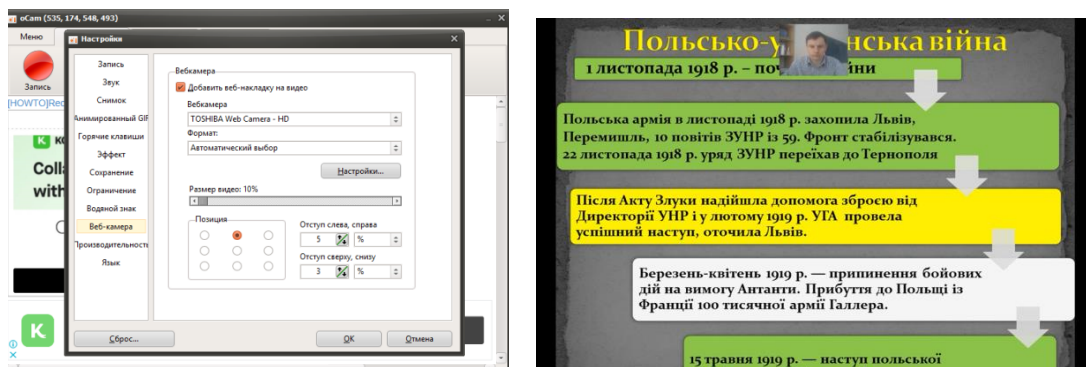 oCam (535, 174, 548, 493)
Меню
Настройки
Запись
[HOWTO]Rec
Colla
with
K
Запись
Звук
Снимок
Анимированный GIF
Горячие клавиши
Эффект
Сохранение
Ограничение
Водяной знак
Веб-камера
Производительность
Язык
Вебкамера
Добавить веб-накладку на видео
Вебкамера
TOSHIBA Web Camera - HD
Формат:
Автоматический выбор
Настройки...
Размер видео: 10%
Позиция
Отступ слева, справа
5 %
Отступ сверху, снизу
3 %
Сброс...
OK
Отмена
Польсько-у нська війна
1 листопада 1918 р. – поч йни
Польська армія в листопаді 1918 р. захопила Львів,
Перемишль, 10 повітів ЗУНР із 59. Фронт стабілізувався.
22 листопада 1918 р. уряд ЗУНР переїхав до Тернополя
Після Акту Злуки надійшла допомога зброєю від
Директорії УНР і у лютому 1919 р. УГА провела
успішний наступ, оточила Львів.
Березень-квітень 1919 р. — припинення бойових
дій на вимогу Антанти. Прибуття до Польщі із
Франції 100 тисячної армії Галлера.
15 травня 1919 р. — наступ польської